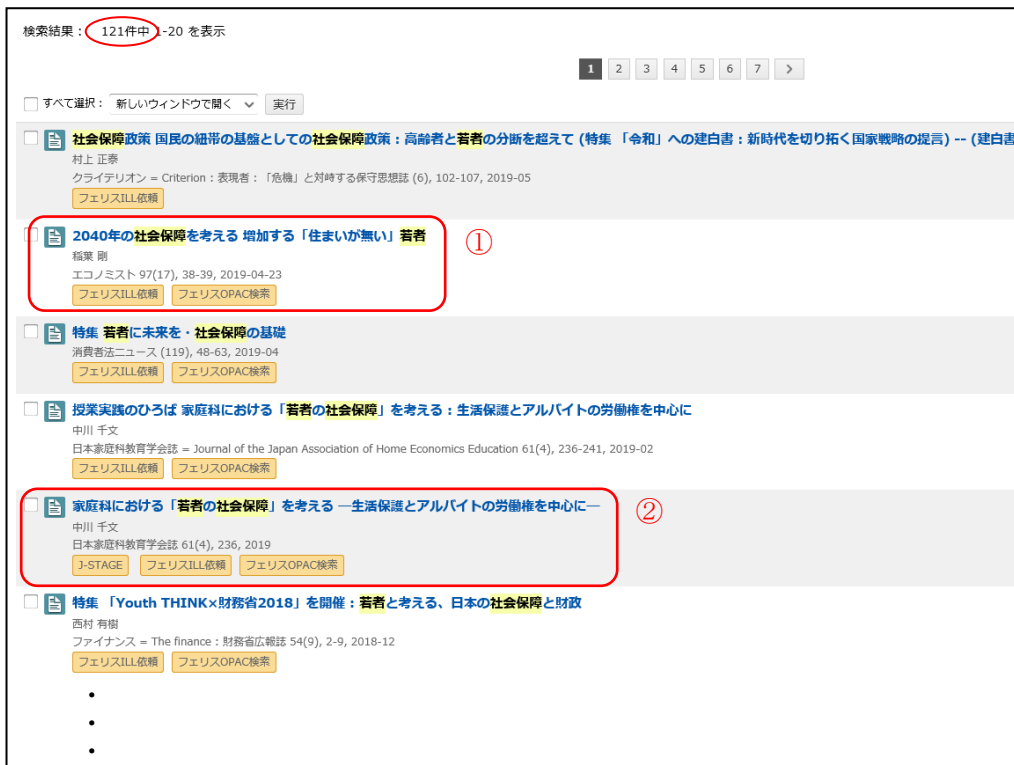 検索結果： 121件中 1-20 を表示
1 2 3 4 5 6 7 >
すべて選択： 新しいウィンドウで開く 実行
社会保障政策 国民の紐帯の基盤としての社会保障政策：高齢者と若者の分断を超えて (特集 「令和」への建白書：新時代を切り拓く国家戦略の提言) -- (建白書
村上 正泰
クライテリオン = Criterion：表現者：「危機」と対峙する保守思想誌 (6), 102-107, 2019-05
フェリスILL依頼
2040年の社会保障を考える 増加する「住まいが無い」若者
①
稲葉 剛
エコノミスト 97(17), 38-39, 2019-04-23
フェリスILL依頼 フェリスOPAC検索
特集 若者に未来を・社会保障の基礎
消費者法ニュース (119), 48-63, 2019-04
フェリスILL依頼 フェリスOPAC検索
授業実践のひろば 家庭科における「若者の社会保障」を考える：生活保護とアルバイトの労働権を中心に
中川 千文
日本家庭科教育学会誌 = Journal of the Japan Association of Home Economics Education 61(4), 236-241, 2019-02
フェリスILL依頼 フェリスOPAC検索
家庭科における「若者の社会保障」を考える ―生活保護とアルバイトの労働権を中心に―
②
中川 千文
日本家庭科教育学会誌 61(4), 236, 2019
J-STAGE フェリスILL依頼 フェリスOPAC検索
特集 「Youth THINK×財務省2018」を開催：若者と考える、日本の社会保障と財政
西村 有樹
ファイナンス = The finance：財務省広報誌 54(9), 2-9, 2018-12
フェリスILL依頼 フェリスOPAC検索
•
•
•